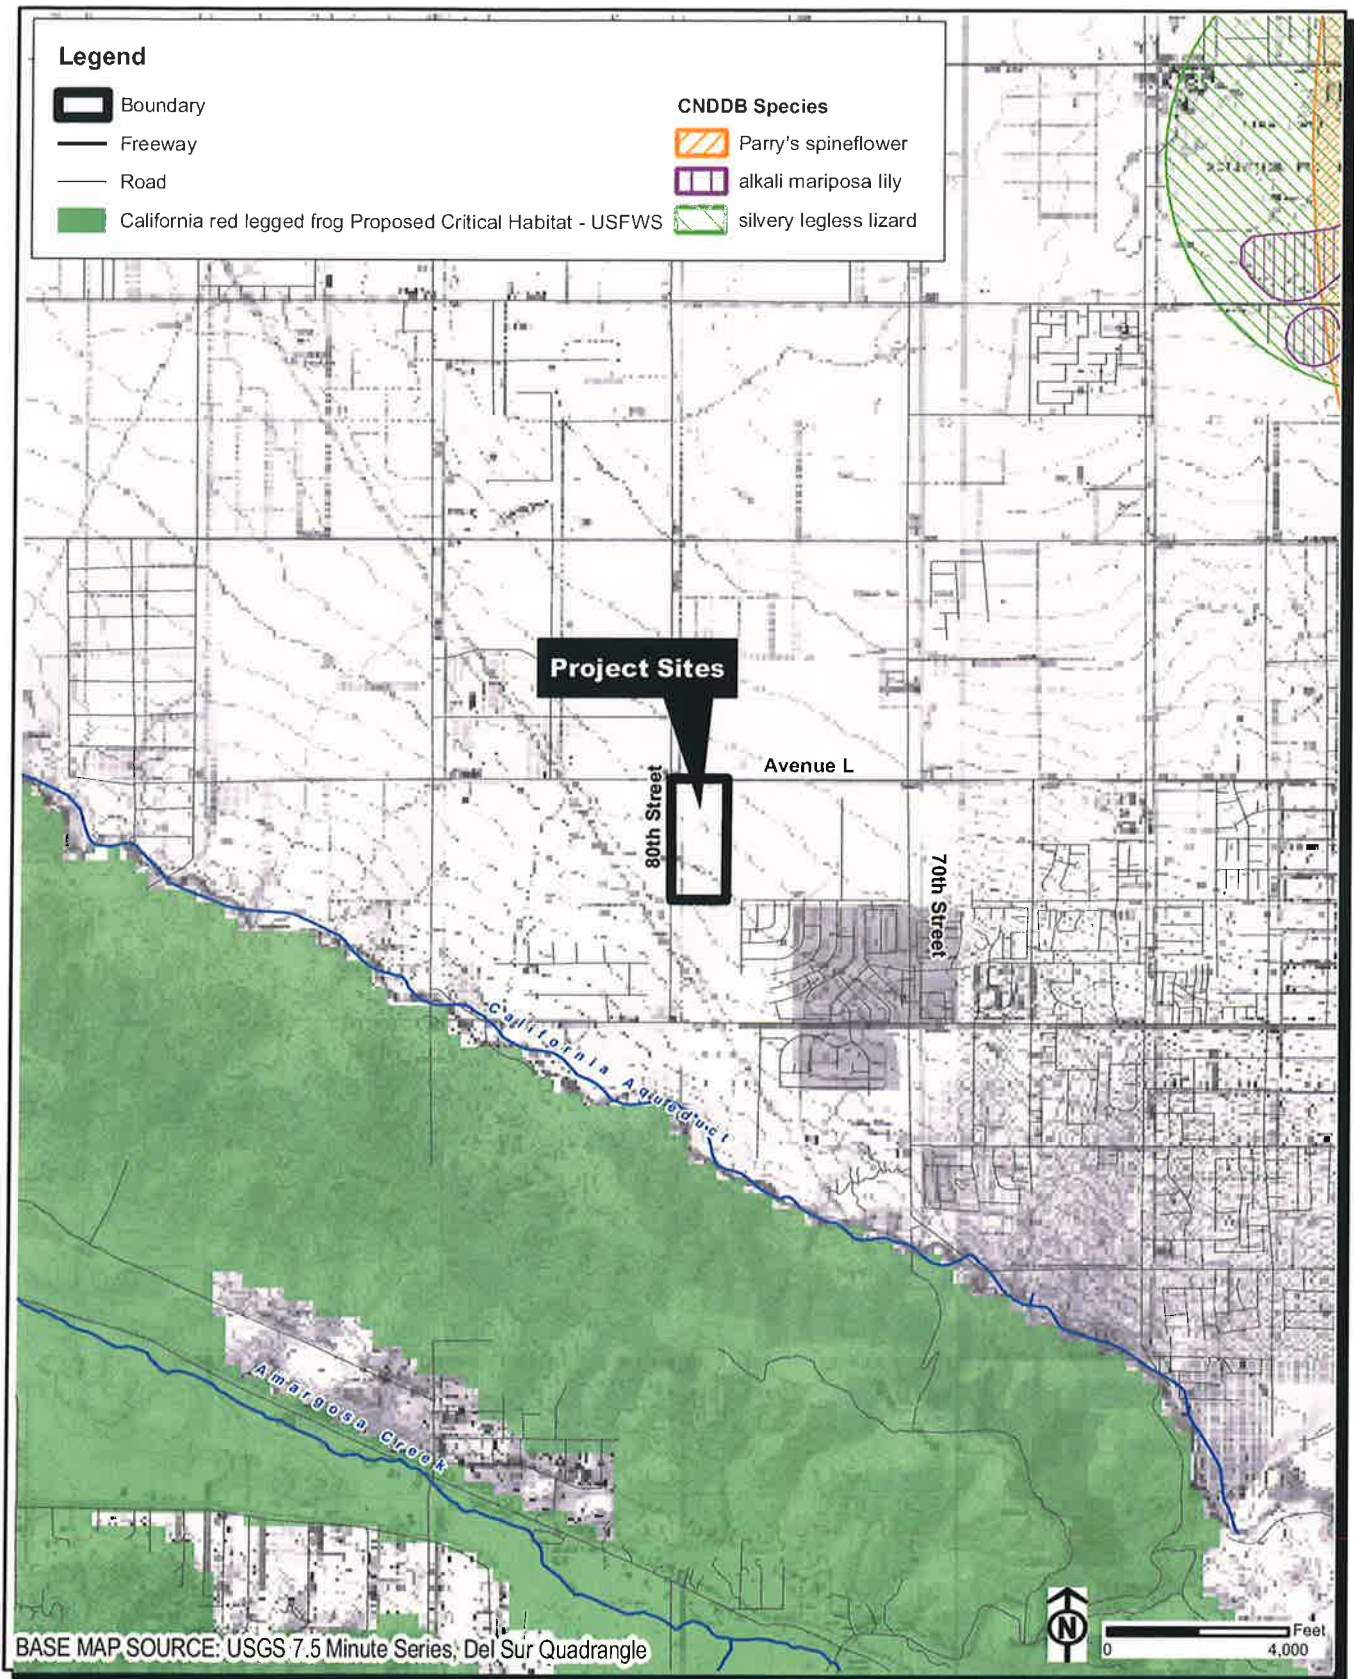 Legend
Boundary
Freeway
Road
California red legged frog Proposed Critical Habitat - USFWS
CNDDB Species
Parry's spineflower
alkali mariposa lily
silvery legless lizard
Project Sites
Avenue L
80th Street
70th Street
California Aqueduct
Amargosa Creek
N
Feet
0 4,000
BASE MAP SOURCE: USGS 7.5 Minute Series, Del Sur Quadrangle